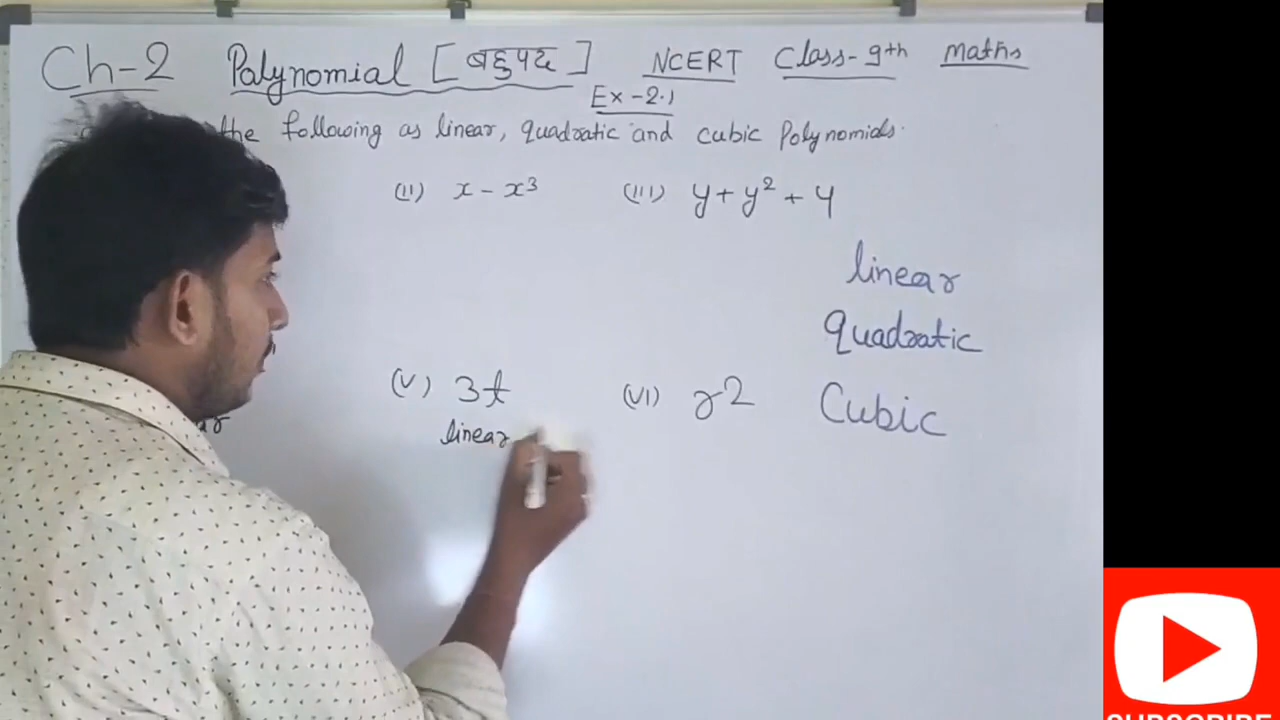 Ch-2 Polynomial [बहुपद] NCERT Class-9th maths
Ex-2.1
the following as linear, quadratic and cubic Polynomials.
(II) x - x³ (III) y + y² + 4
linear
quadratic
(V) 3t (VI) r2 Cubic
linear
SUBSCRIBE